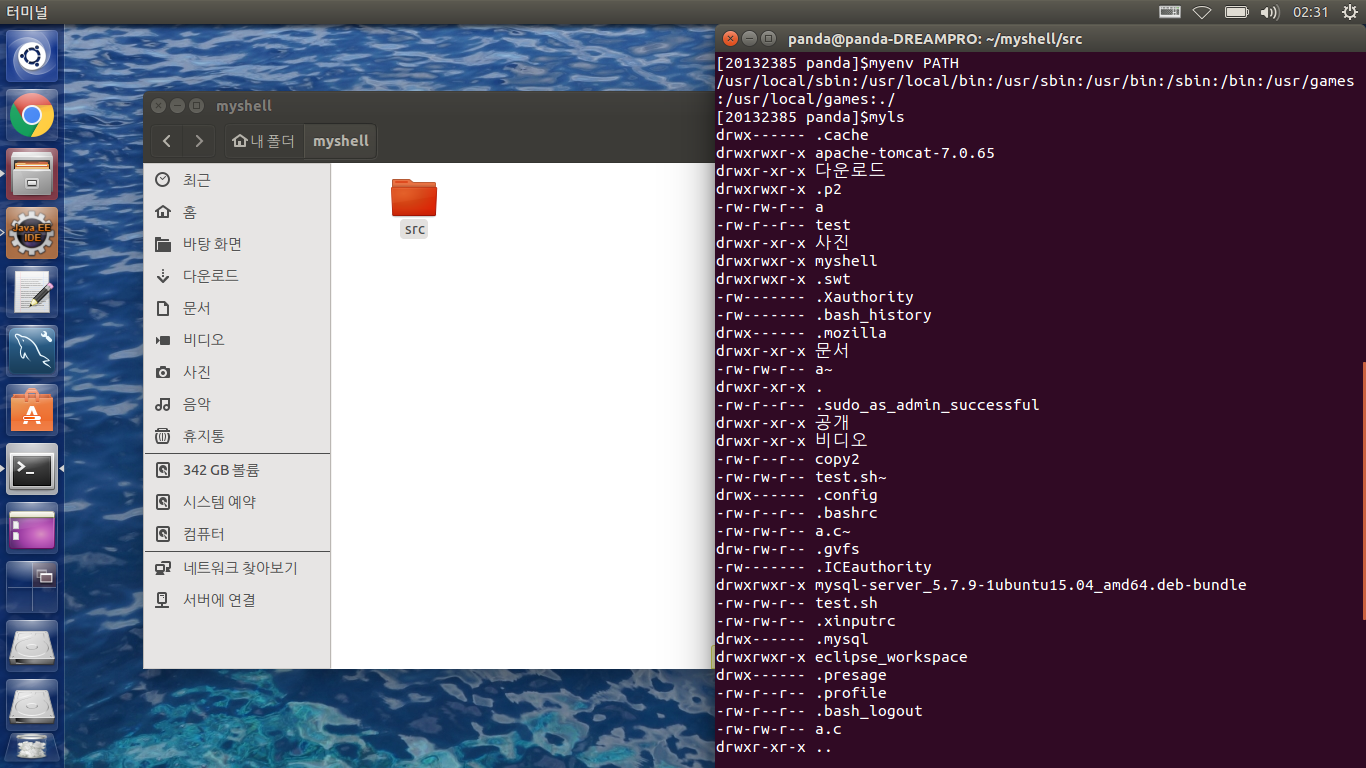 터미널
02:31
Java EE
IDE
myshell
내 폴더
myshell
최근
홈
바탕 화면
다운로드
문서
비디오
사진
음악
휴지통
342 GB 볼륨
시스템 예약
컴퓨터
네트워크 찾아보기
서버에 연결
src
panda@panda-DREAMPRO: ~/myshell/src
[20132385 panda]$myenv PATH
/usr/local/sbin:/usr/local/bin:/usr/sbin:/usr/bin:/sbin:/bin:/usr/games
:/usr/local/games:./
[20132385 panda]$myls
drwx------ .cache
drwxrwxr-x apache-tomcat-7.0.65
drwxr-xr-x 다운로드
drwxrwxr-x .p2
-rw-rw-r-- a
-rw-r--r-- test
drwxr-xr-x 사진
drwxrwxr-x myshell
drwxrwxr-x .swt
-rw------- .Xauthority
-rw------- .bash_history
drwx------ .mozilla
drwxr-xr-x 문서
-rw-rw-r-- a~
drwxr-xr-x .
-rw-r--r-- .sudo_as_admin_successful
drwxr-xr-x 공개
drwxr-xr-x 비디오
-rw-r--r-- copy2
-rw-rw-r-- test.sh~
drwx------ .config
-rw-r--r-- .bashrc
-rw-rw-r-- a.c~
drw-rw-r-- .gvfs
-rw------- .ICEauthority
drwxrwxr-x mysql-server_5.7.9-1ubuntu15.04_amd64.deb-bundle
-rw-rw-r-- test.sh
-rw-rw-r-- .xinputrc
drwx------ .mysql
drwxrwxr-x eclipse_workspace
drwx------ .presage
-rw-r--r-- .profile
-rw-r--r-- .bash_logout
-rw-rw-r-- a.c
drwxr-xr-x ..